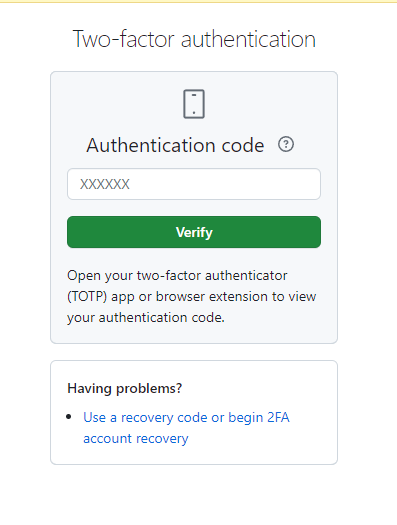 Two-factor authentication
Authentication code
XXXXXX
Verify
Open your two-factor authenticator
(TOTP) app or browser extension to view
your authentication code.
Having problems?
Use a recovery code or begin 2FA
account recovery